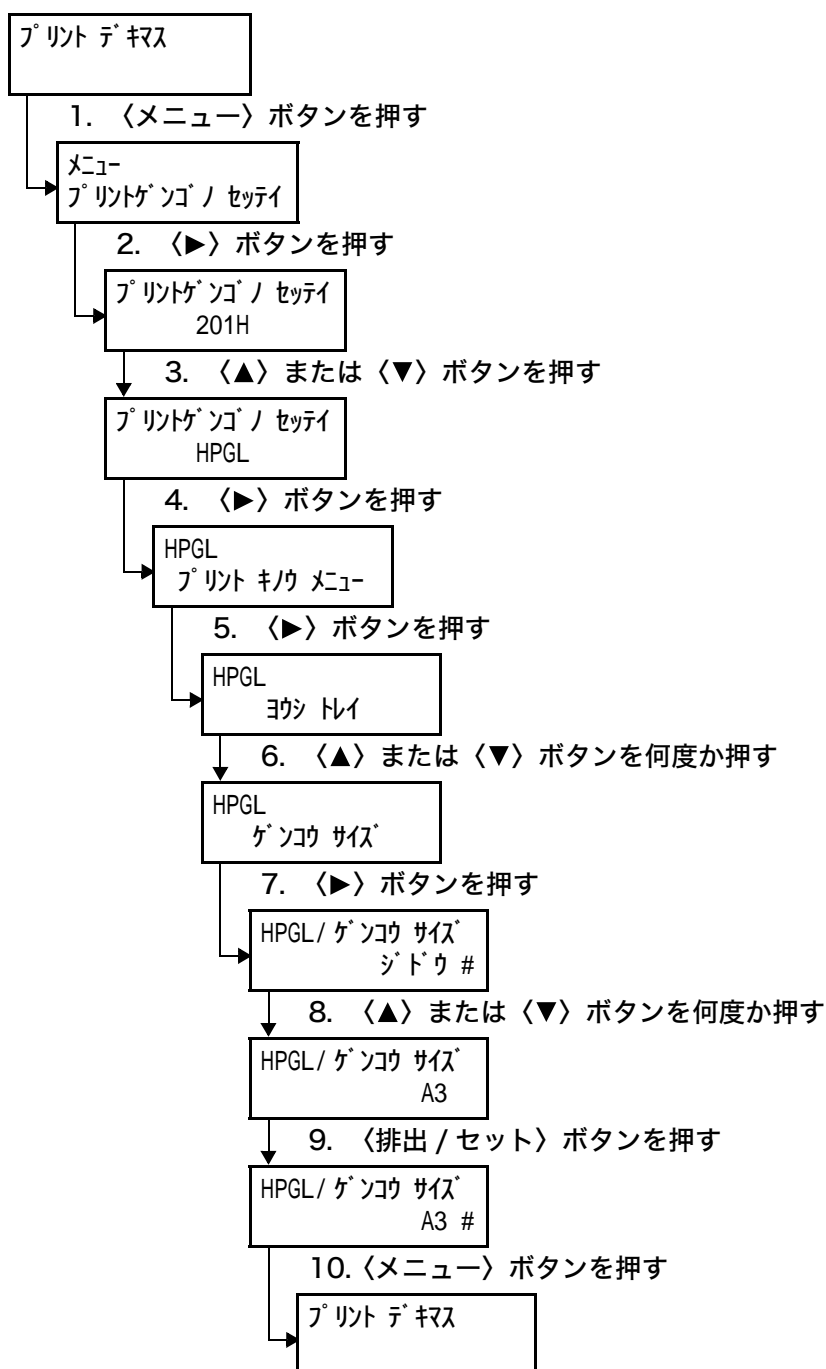 ﾌﾟﾘﾝﾄ ﾃﾞｷﾏｽ
1. 〈メニュー〉ボタンを押す
ﾒﾆｭｰ
ﾌﾟﾘﾝﾄｹﾞﾝｺﾞﾉ ｾｯﾃｲ
2. 〈▶〉ボタンを押す
ﾌﾟﾘﾝﾄｹﾞﾝｺﾞﾉ ｾｯﾃｲ
201H
3. 〈▲〉または〈▼〉ボタンを押す
ﾌﾟﾘﾝﾄｹﾞﾝｺﾞﾉ ｾｯﾃｲ
HPGL
4. 〈▶〉ボタンを押す
HPGL
ﾌﾟﾘﾝﾄ ｷﾉｳ ﾒﾆｭｰ
5. 〈▶〉ボタンを押す
HPGL
ﾖｳｼ ﾄﾚｲ
6. 〈▲〉または〈▼〉ボタンを何度か押す
HPGL
ｹﾞﾝｺｳ ｻｲｽﾞ
7. 〈▶〉ボタンを押す
HPGL/ ｹﾞﾝｺｳ ｻｲｽﾞ
ｼﾞﾄﾞｳ #
8. 〈▲〉または〈▼〉ボタンを何度か押す
HPGL/ ｹﾞﾝｺｳ ｻｲｽﾞ
A3
9. 〈排出 / セット〉ボタンを押す
HPGL/ ｹﾞﾝｺｳ ｻｲｽﾞ
A3 #
10.〈メニュー〉ボタンを押す
ﾌﾟﾘﾝﾄ ﾃﾞｷﾏｽ